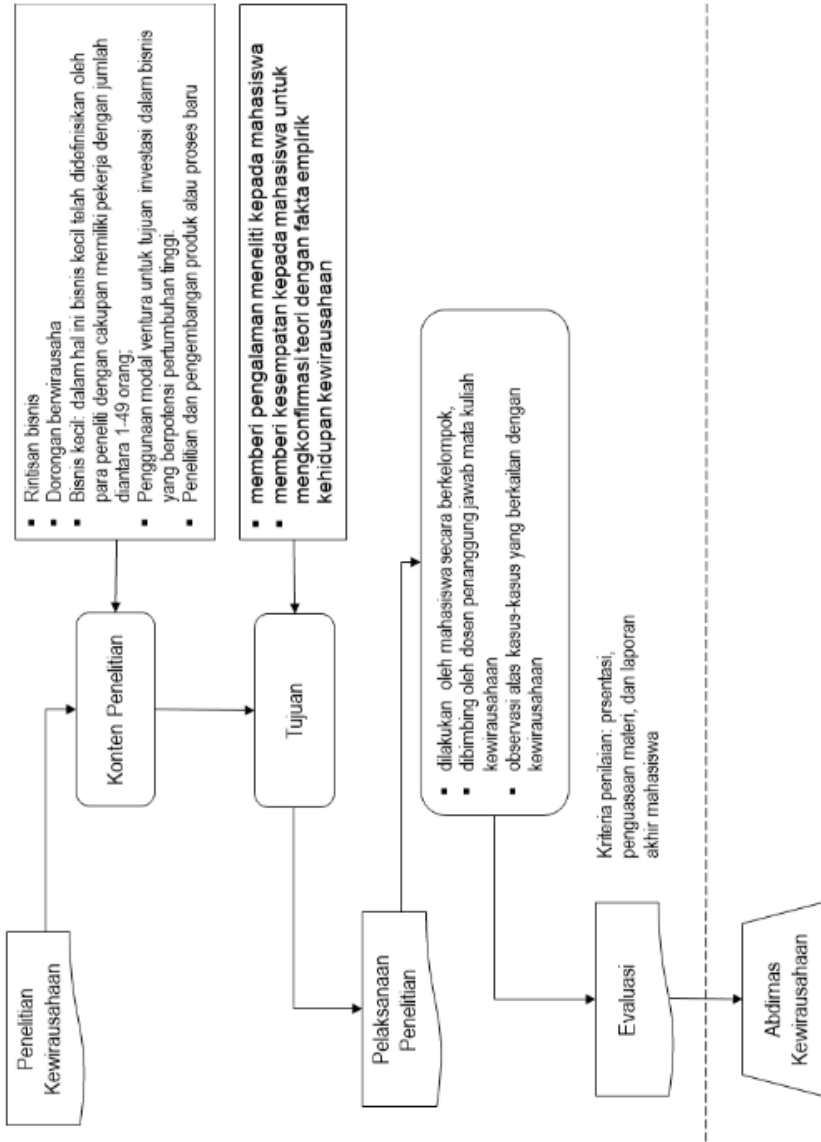 Penelitian
Kewirausahaan
Konten Penelitian
▪ Rintisan bisnis
▪ Dorongan berwirausaha
▪ Bisnis kecil: dalam hal ini bisnis kecil telah didefinisikan oleh
para peneliti dengan cakupan memiliki pekerja dengan jumlah
diantara 1-49 orang;
▪ Penggunaan modal ventura untuk tujuan investasi dalam bisnis
yang berpotensi pertumbuhan tinggi.
▪ Penelitian dan pengembangan produk atau proses baru
Tujuan
▪ memberi pengalaman meneliti kepada mahasiswa
▪ memberi kesempatan kepada mahasiswa untuk
mengkonfirmasi teori dengan fakta empirik
kehidupan kewirausahaan
Pelaksanaan
Penelitian
▪ dilakukan oleh mahasiswa secara berkelompok,
▪ dibimbing oleh dosen penanggung jawab mata kuliah
kewirausahaan
▪ observasi atas kasus-kasus yang berkaitan dengan
kewirausahaan
Evaluasi
Kriteria penilaian: prsentasi,
penguasaan materi, dan laporan
akhir mahasiswa
Abdimas
Kewirausahaan